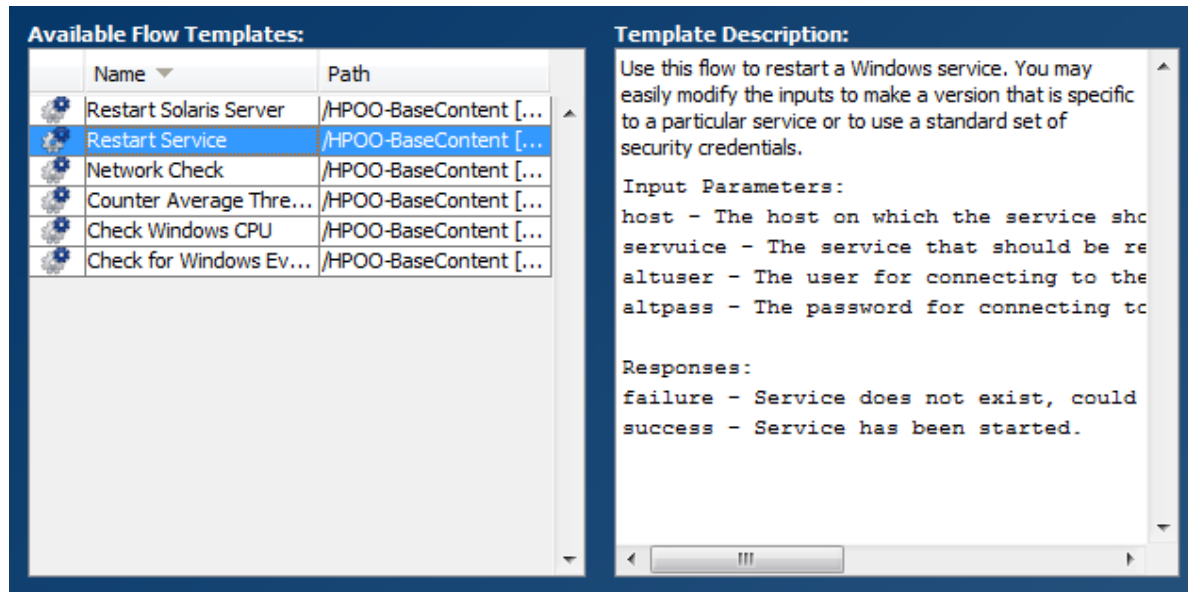 Available Flow Templates:
Name Path
Restart Solaris Server /HPOO-BaseContent [...
Restart Service /HPOO-BaseContent [...
Network Check /HPOO-BaseContent [...
Counter Average Thre... /HPOO-BaseContent [...
Check Windows CPU /HPOO-BaseContent [...
Check for Windows Ev... /HPOO-BaseContent [...
Template Description:
Use this flow to restart a Windows service. You may
easily modify the inputs to make a version that is specific
to a particular service or to use a standard set of
security credentials.
Input Parameters:
host - The host on which the service sho
servuice - The service that should be re
altuser - The user for connecting to the
altpass - The password for connecting to
Responses:
failure - Service does not exist, could
success - Service has been started.